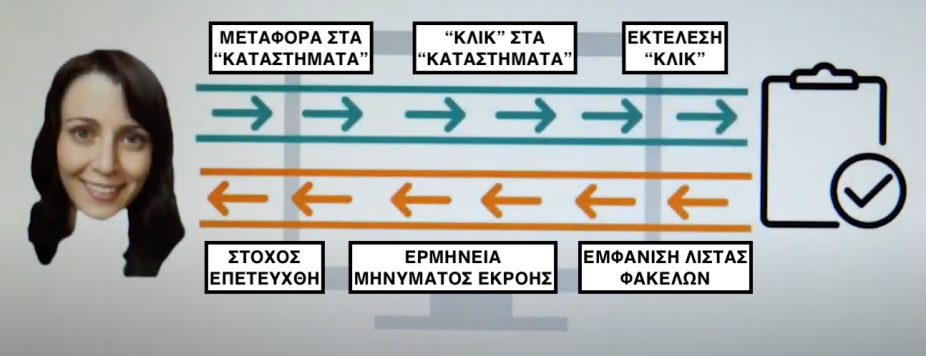 ΜΕΤΑΦΟΡΑ ΣΤΑ
“ΚΑΤΑΣΤΗΜΑΤΑ”
“ΚΛΙΚ” ΣΤΑ
“ΚΑΤΑΣΤΗΜΑΤΑ”
ΕΚΤΕΛΕΣΗ
“ΚΛΙΚ”
ΣΤΟΧΟΣ
ΕΠΕΤΕΥΧΘΗ
ΕΡΜΗΝΕΙΑ
ΜΗΝΥΜΑΤΟΣ ΕΚΡΟΗΣ
ΕΜΦΑΝΙΣΗ ΛΙΣΤΑΣ
ΦΑΚΕΛΩΝ